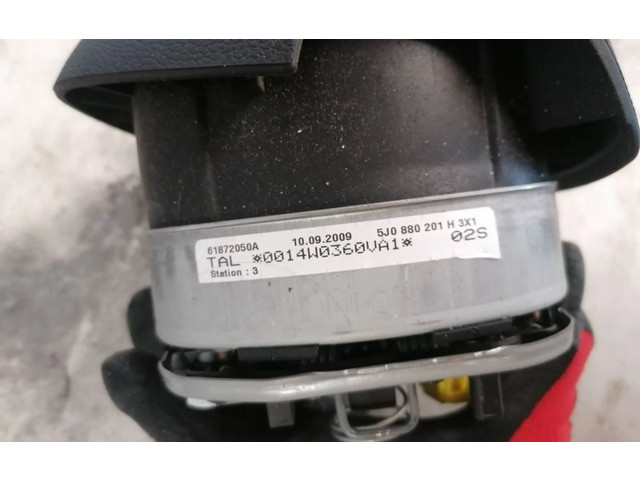 61872050A 10.09.2009 5J0 880 201 H 3X1
TAL *0014W0360VA1* 02S
Station : 3